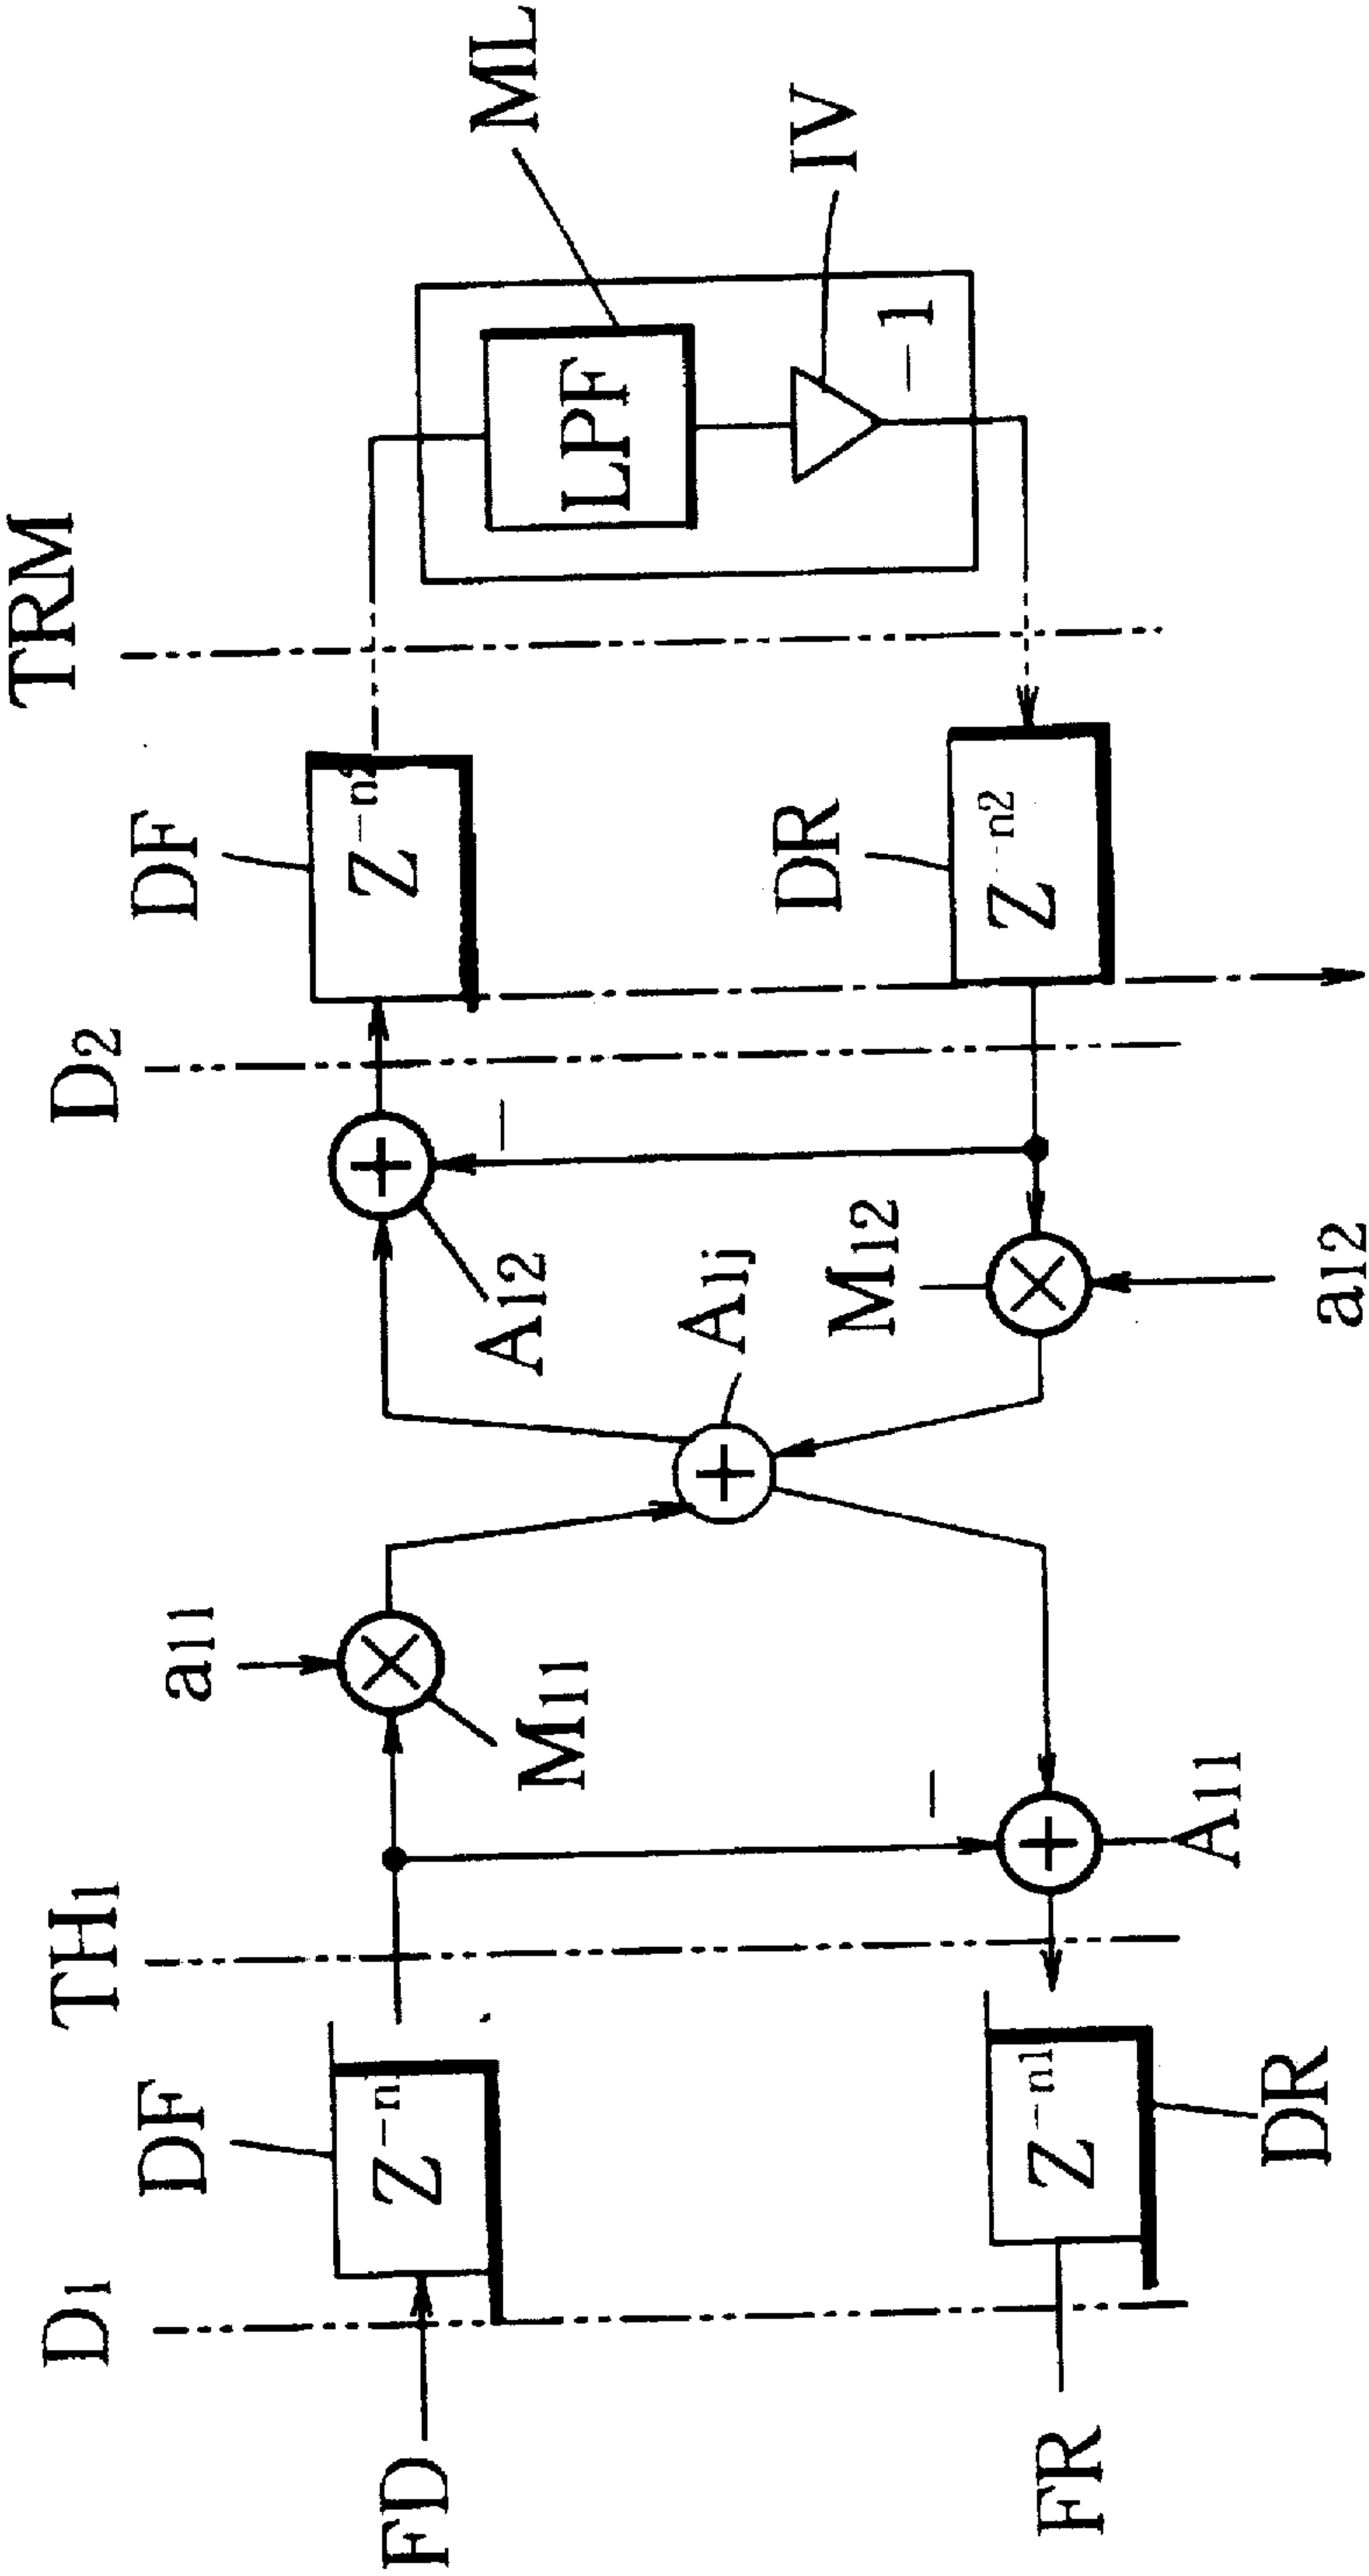 D1
TH1
D2
TRM
DF
a11
DF
Z-n
Z-n2
ML
FD
M11
A12
LPF
A1j
IV
DR
M12
-1
Z-n1
Z-n2
FR
DR
A11
a12